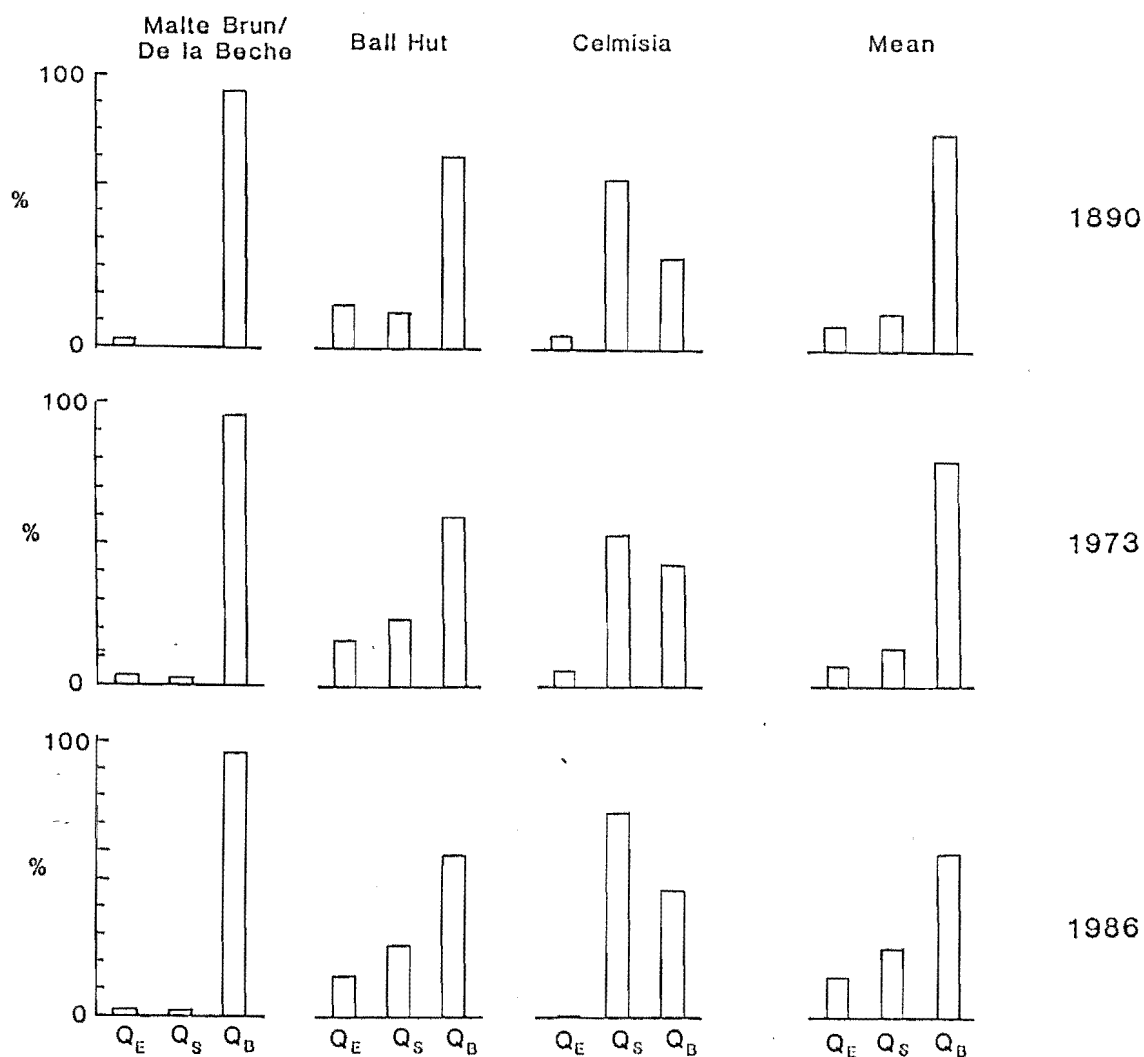 Malte Brun/
De la Beche
Ball Hut
Celmisia
Mean
100
%
0
1890
100
%
0
1973
100
%
0
1986
Q_E Q_S Q_B
Q_E Q_S Q_B
Q_E Q_S Q_B
Q_E Q_S Q_B